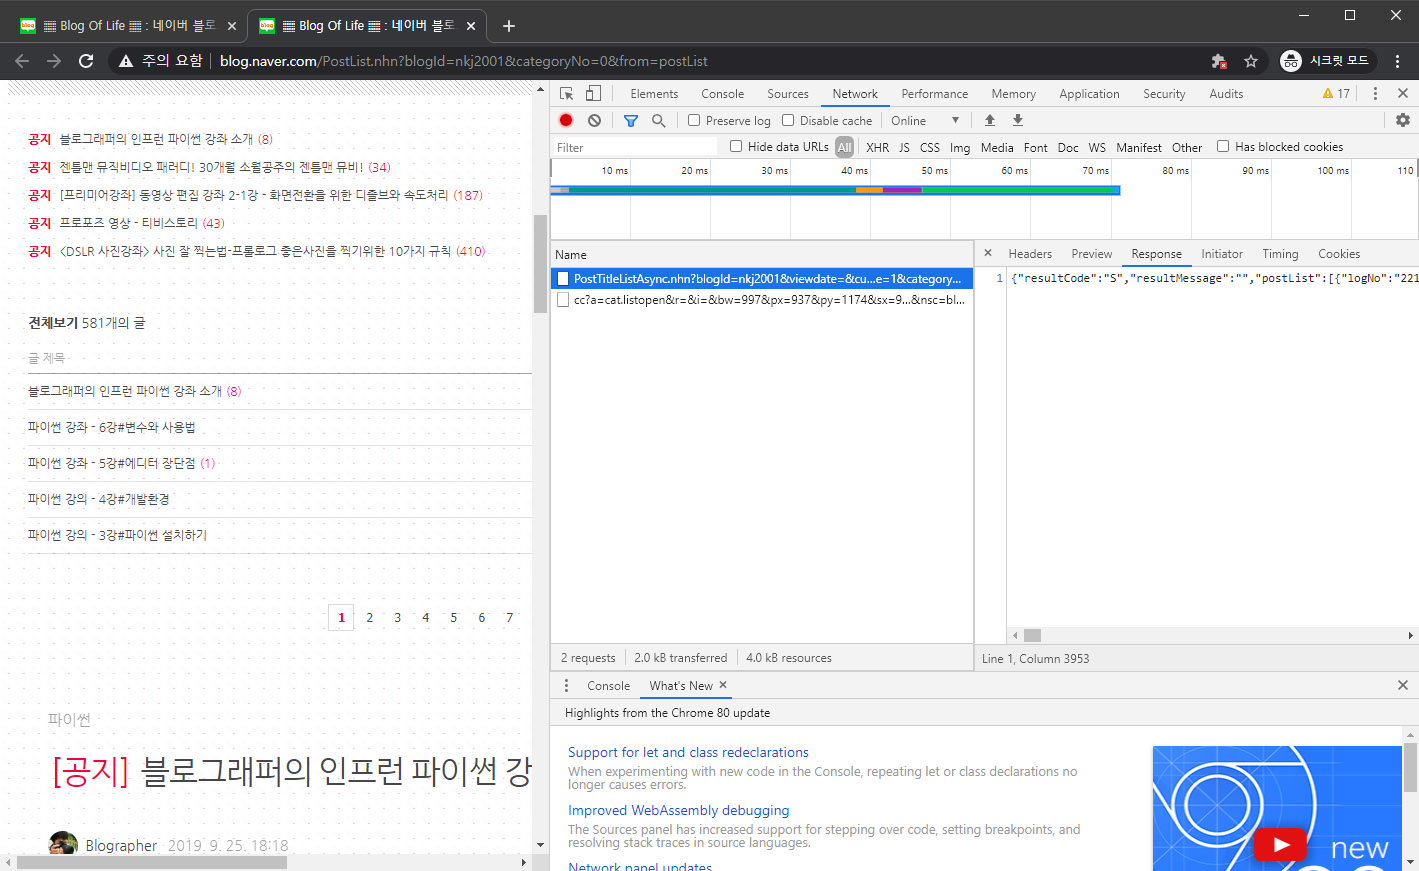 ▦ Blog Of Life ▦ : 네이버 블로
▦ Blog Of Life ▦ : 네이버 블로
주의 요함
blog.naver.com/PostList.nhn?blogId=nkj2001&categoryNo=0&from=postList
시크릿 모드
공지 블로그래퍼의 인프런 파이썬 강좌 소개 (8)
공지 젠틀맨 뮤직비디오 패러디! 30개월 소월공주의 젠틀맨 뮤비! (34)
공지 [프리미어강좌] 동영상 편집 강좌 2-1강 - 화면전환을 위한 디졸브와 속도처리 (187)
공지 프로포즈 영상 - 티비스토리 (43)
공지 <DSLR 사진강좌> 사진 잘 찍는법-프롤로그 좋은사진을 찍기위한 10가지 규칙 (410)
전체보기 581개의 글
글 제목
블로그래퍼의 인프런 파이썬 강좌 소개 (8)
파이썬 강좌 - 6강#변수와 사용법
파이썬 강좌 - 5강#에디터 장단점 (1)
파이썬 강의 - 4강#개발환경
파이썬 강의 - 3강#파이썬 설치하기
1 2 3 4 5 6 7
파이썬
[공지] 블로그래퍼의 인프런 파이썬 강
Blographer 2019. 9. 25. 18:18
Elements Console Sources Network Performance Memory Application Security Audits 17
Preserve log Disable cache Online
Filter Hide data URLs All XHR JS CSS Img Media Font Doc WS Manifest Other Has blocked cookies
10 ms 20 ms 30 ms 40 ms 50 ms 60 ms 70 ms 80 ms 90 ms 100 ms 110
Name
PostTitleListAsync.nhn?blogId=nkj2001&viewdate=&cu...e=1&category...
cc?a=cat.listopen&r=&i=&bw=997&px=937&py=1174&sx=9...&nsc=bl...
Headers Preview Response Initiator Timing Cookies
1 {"resultCode":"S","resultMessage":"","postList":[{"logNo":"221
2 requests 2.0 kB transferred 4.0 kB resources
Line 1, Column 3953
Console What's New
Highlights from the Chrome 80 update
Support for let and class redeclarations
When experimenting with new code in the Console, repeating let or class declarations no
longer causes errors.
Improved WebAssembly debugging
The Sources panel has increased support for stepping over code, setting breakpoints, and
resolving stack traces in source languages.
Network panel updates
new